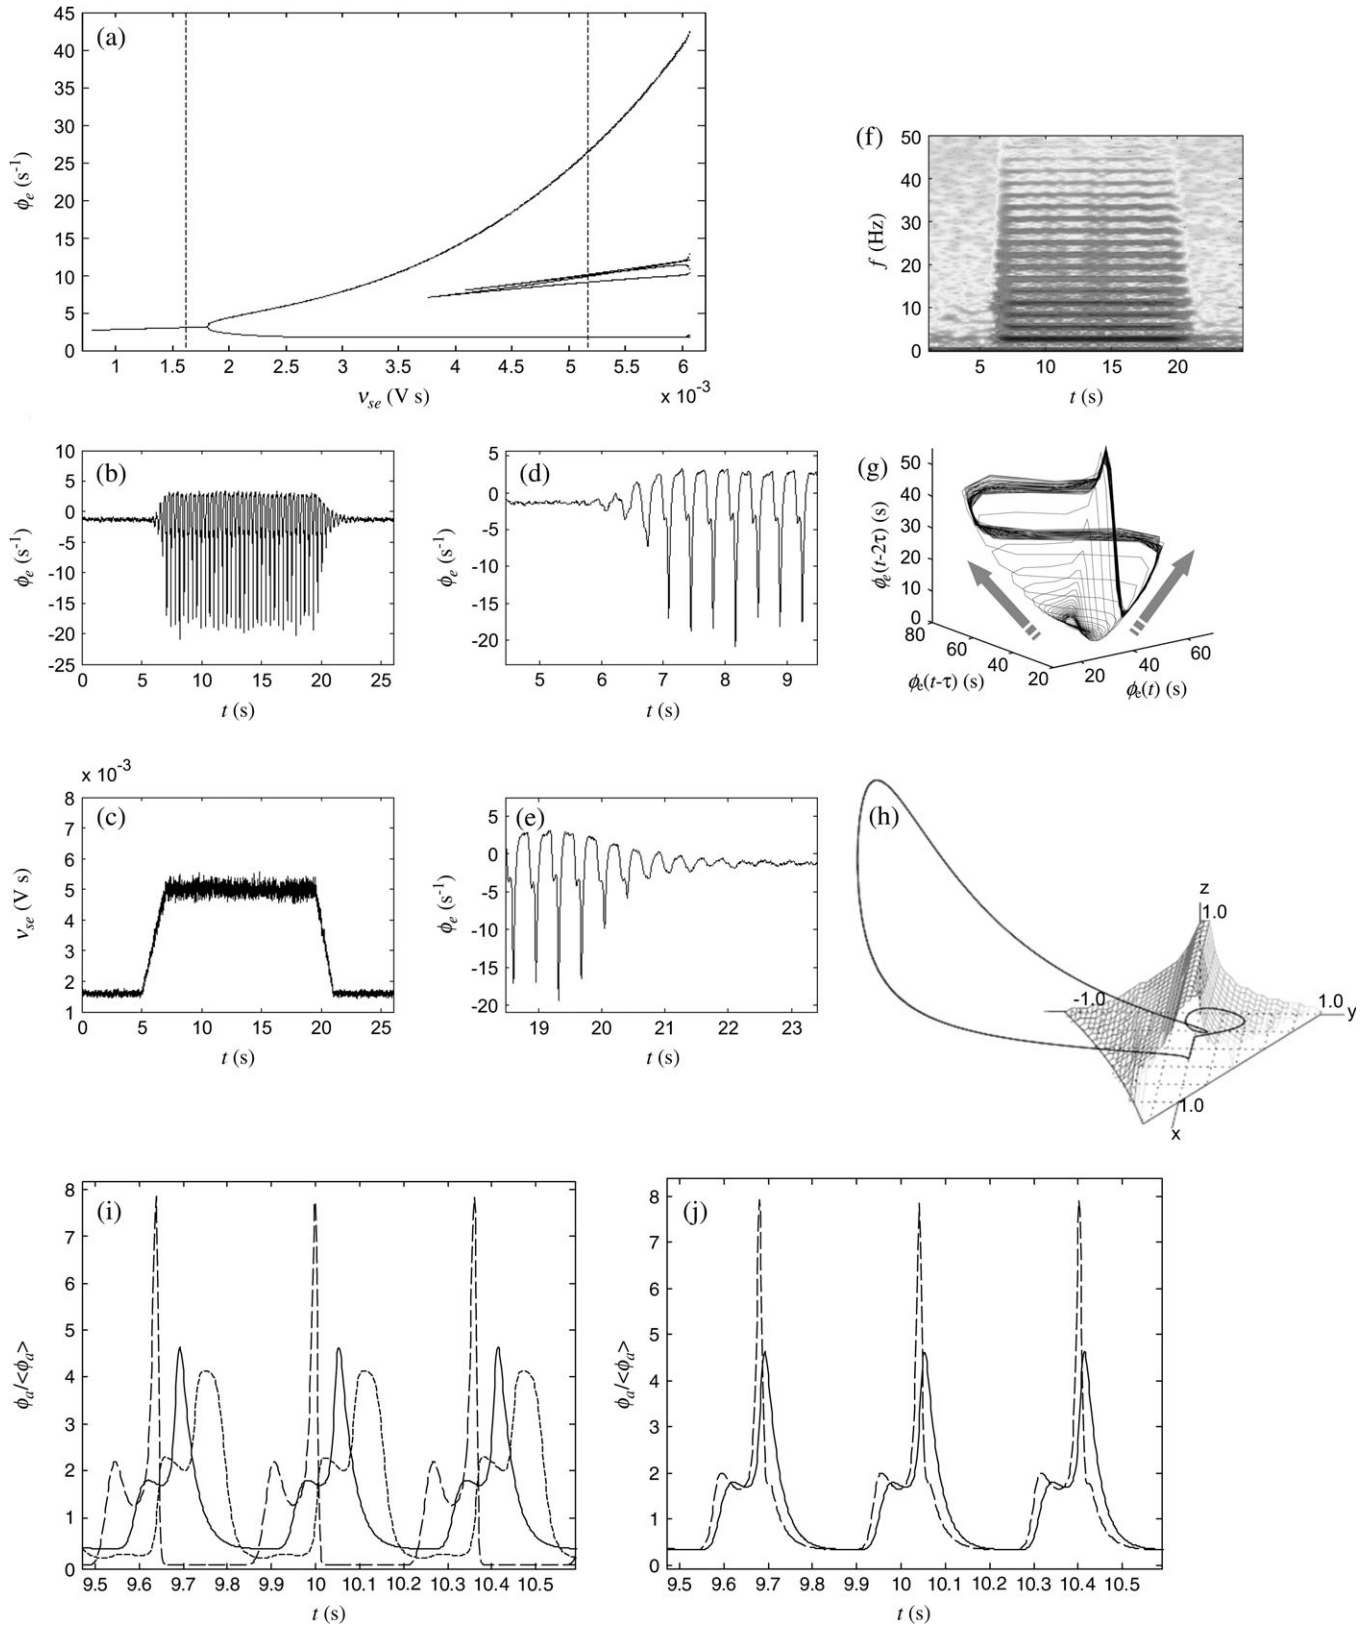 (a)
45
40
35
30
25
20
15
10
5
0
ϕe (s-1)
1 1.5 2 2.5 3 3.5 4 4.5 5 5.5 6
νse (V s)
x 10-3
(f)
50
40
30
20
10
0
f (Hz)
5 10 15 20
t (s)
(b)
10
5
0
-5
-10
-15
-20
-25
ϕe (s-1)
0 5 10 15 20 25
t (s)
(d)
5
0
-5
-10
-15
-20
ϕe (s-1)
5 6 7 8 9
t (s)
(g)
50
40
30
20
10
0
ϕe(t-2τ) (s)
80 60 40 20
ϕe(t-τ) (s)
20 40 60
ϕe(t) (s)
x 10-3
(c)
8
7
6
5
4
3
2
1
νse (V s)
0 5 10 15 20 25
t (s)
(e)
5
0
-5
-10
-15
-20
ϕe (s-1)
19 20 21 22 23
t (s)
(h)
z
1.0
-1.0
1.0
y
1.0
x
(i)
8
7
6
5
4
3
2
1
0
ϕa/<ϕa>
9.5 9.6 9.7 9.8 9.9 10 10.1 10.2 10.3 10.4 10.5
t (s)
(j)
8
7
6
5
4
3
2
1
0
ϕa/<ϕa>
9.5 9.6 9.7 9.8 9.9 10 10.1 10.2 10.3 10.4 10.5
t (s)